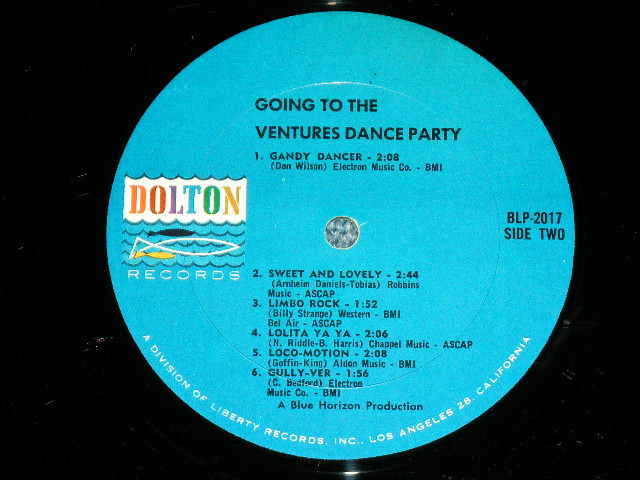 GOING TO THE
VENTURES DANCE PARTY
1. GANDY DANCER - 2:08
(Don Wilson) Electron Music Co. - BMI
DOLTON
RECORDS
BLP-2017
SIDE TWO
2. SWEET AND LOVELY - 2:44
(Arnheim Daniels-Tobias) Robbins
Music - ASCAP
3. LIMBO ROCK - 1:52
(Billy Strange) Western - BMI
Bel Air - ASCAP
4. LOLITA YA YA - 2:06
(N. Riddle-B. Harris) Chappel Music - ASCAP
5. LOCO-MOTION - 2:08
(Goffin-King) Aldon Music - BMI
6. GULLY-VER - 1:56
(C. Bedford) Electron
Music Co. - BMI
A Blue Horizon Production
A DIVISION OF LIBERTY RECORDS, INC., LOS ANGELES 28, CALIFORNIA